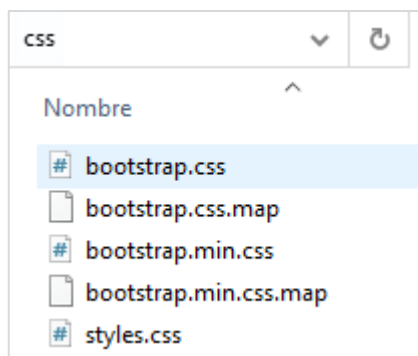 css
Nombre
bootstrap.css
bootstrap.css.map
bootstrap.min.css
bootstrap.min.css.map
styles.css